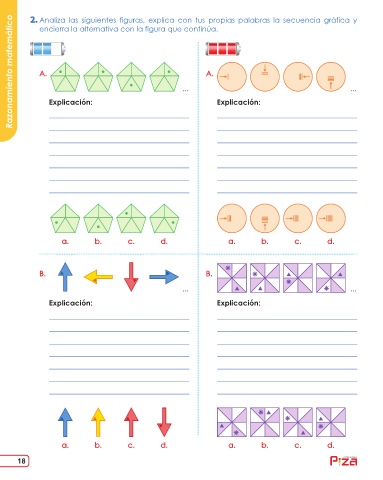 Razonamiento matemático
2. Analiza las siguientes figuras, explica con tus propias palabras la secuencia gráfica y
encierra la alternativa con la figura que continúa.
A.
...
Explicación:
a. b. c. d.
A.
...
Explicación:
a. b. c. d.
B.
...
Explicación:
a. b. c. d.
B.
...
Explicación:
a. b. c. d.
18